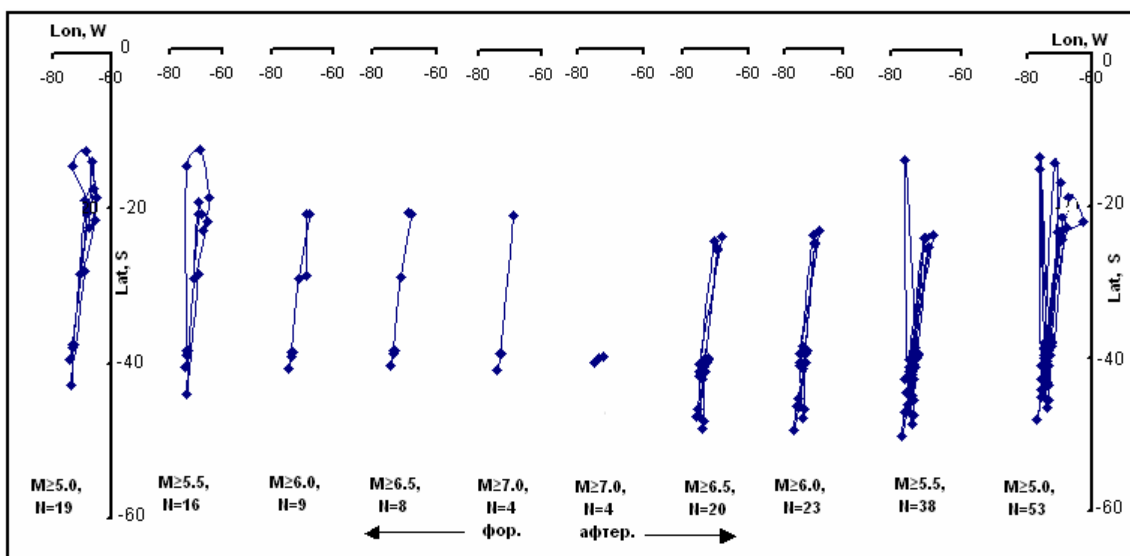 Lon, W
0
-80 -60
-80 -60
-80 -60
-80 -60
-80 -60
-80 -60
-80 -60
-80 -60
-80 -60
Lon, W
0
-80 -60
-20
-20
Lat, S
Lat, S
-40
-40
M≥5.0, N=19
M≥5.5, N=16
M≥6.0, N=9
M≥6.5, N=8
M≥7.0, N=4
M≥7.0, N=4
M≥6.5, N=20
M≥6.0, N=23
M≥5.5, N=38
M≥5.0, N=53
-60
-60
фор. афтер.